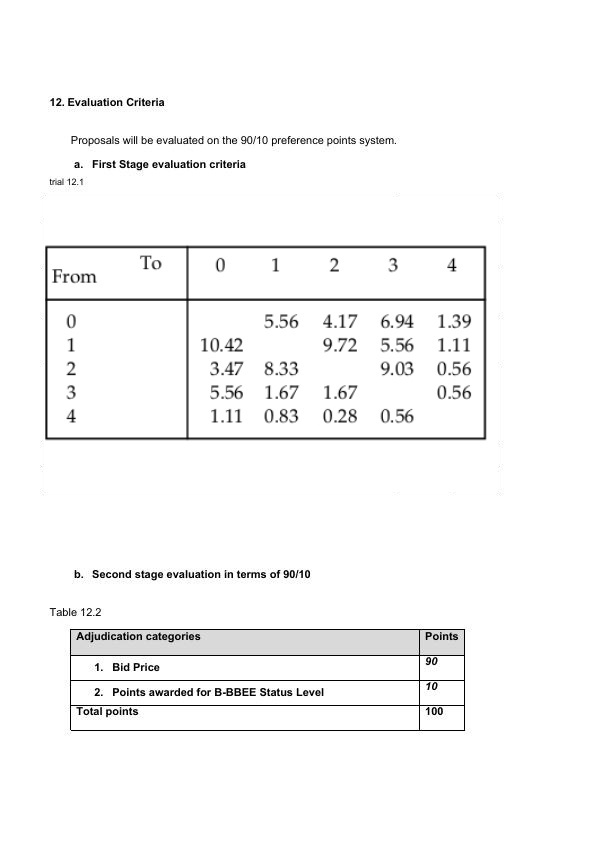 12. Evaluation Criteria
Proposals will be evaluated on the 90/10 preference points system.
a. First Stage evaluation criteria
trial 12.1
To 0 1 2 3 4
From
0 5.56 4.17 6.94 1.39
1 10.42 9.72 5.56 1.11
2 3.47 8.33 9.03 0.56
3 5.56 1.67 1.67 0.56
4 1.11 0.83 0.28 0.56
b. Second stage evaluation in terms of 90/10
Table 12.2
Adjudication categories Points
1. Bid Price 90
2. Points awarded for B-BBEE Status Level 10
Total points 100